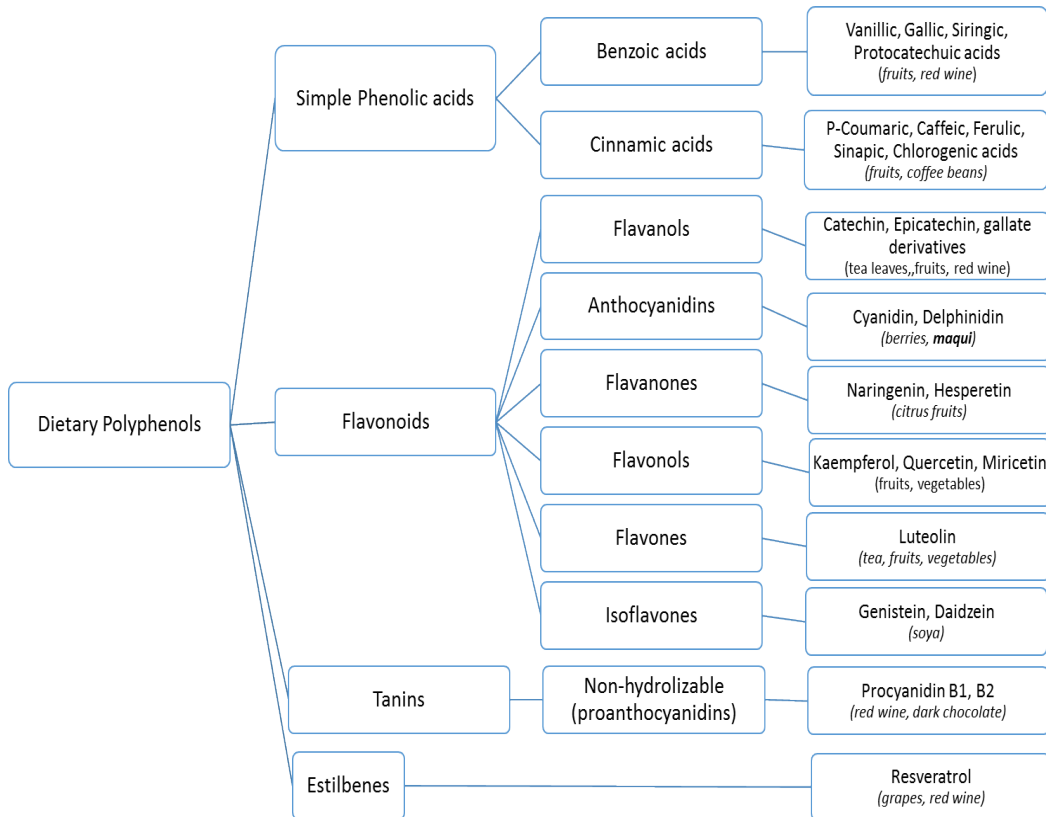 Dietary Polyphenols
Simple Phenolic acids
Benzoic acids
Vanillic, Gallic, Siringic,
Protocatechuic acids
(fruits, red wine)
Cinnamic acids
P-Coumaric, Caffeic, Ferulic,
Sinapic, Chlorogenic acids
(fruits, coffee beans)
Flavonoids
Flavanols
Catechin, Epicatechin, gallate
derivatives
(tea leaves,,fruits, red wine)
Anthocyanidins
Cyanidin, Delphinidin
(berries, maqui)
Flavanones
Naringenin, Hesperetin
(citrus fruits)
Flavonols
Kaempferol, Quercetin, Miricetin
(fruits, vegetables)
Flavones
Luteolin
(tea, fruits, vegetables)
Isoflavones
Genistein, Daidzein
(soya)
Tanins
Non-hydrolizable
(proanthocyanidins)
Procyanidin B1, B2
(red wine, dark chocolate)
Estilbenes
Resveratrol
(grapes, red wine)